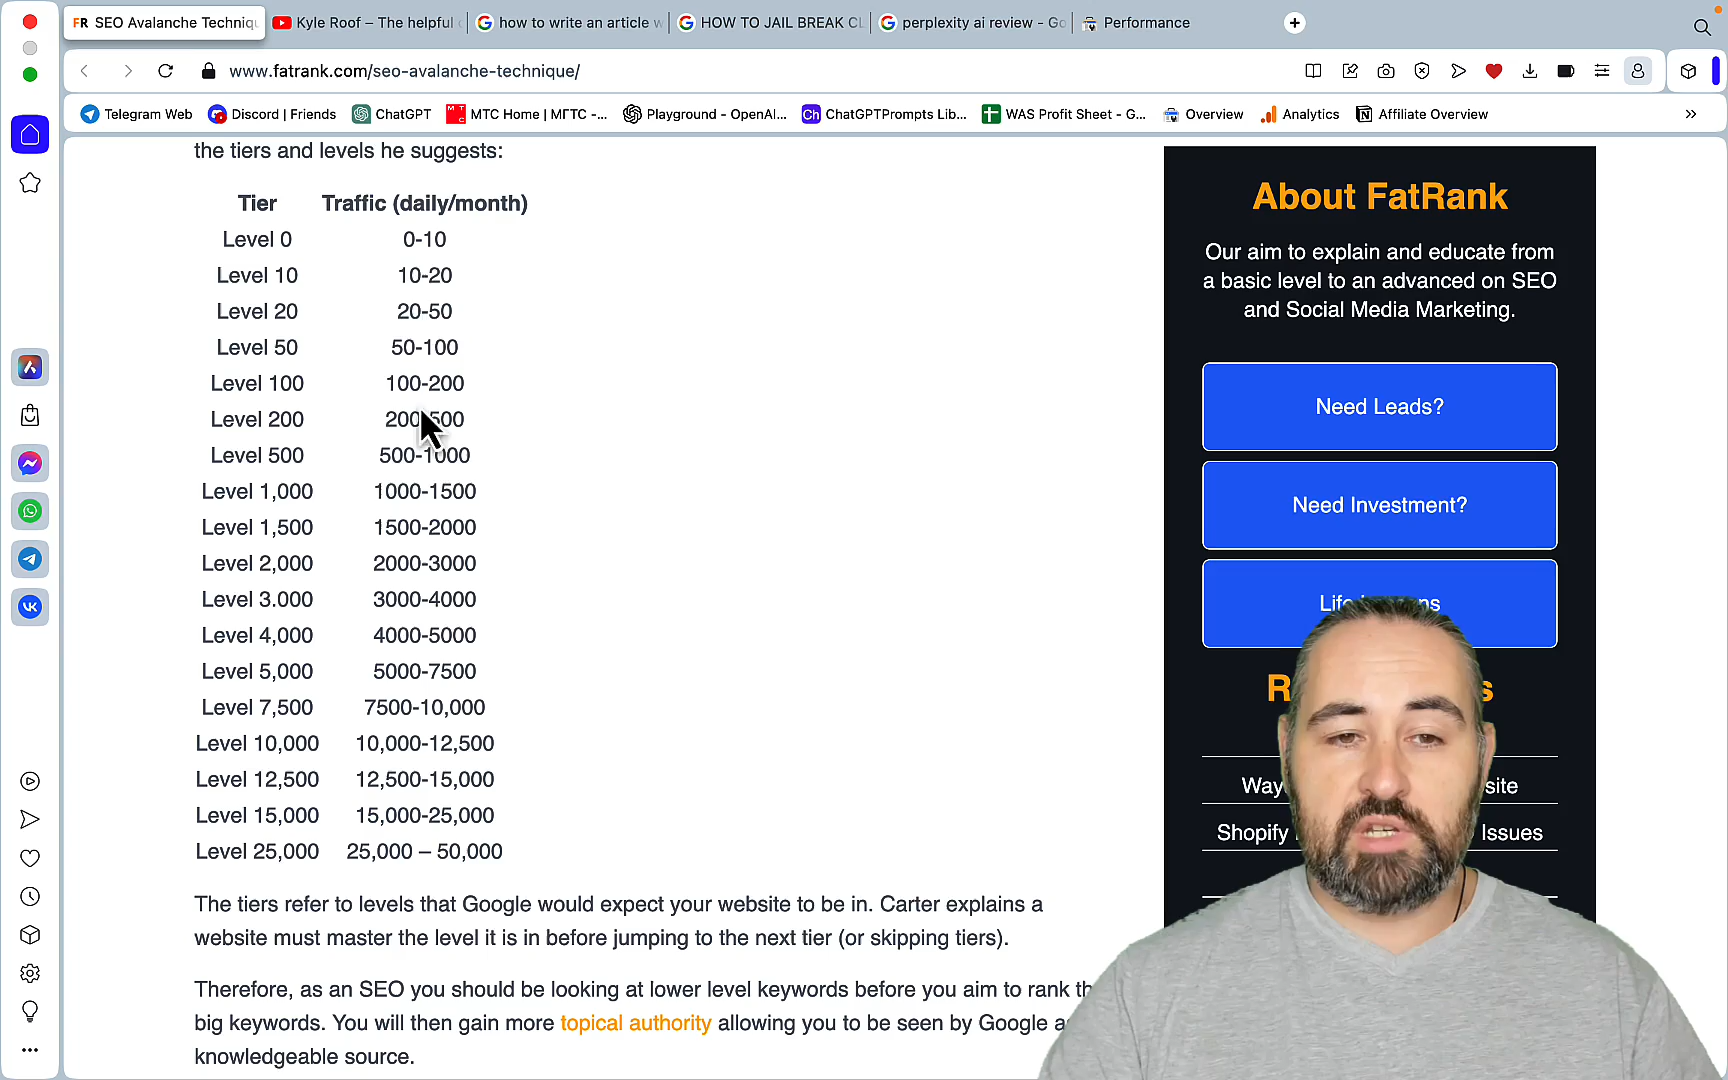 FR SEO Avalanche Techniqu
Kyle Roof – The helpful
how to write an article w
HOW TO JAIL BREAK CL
perplexity ai review - Go
Performance
www.fatrank.com/seo-avalanche-technique/
Telegram Web
Discord | Friends
ChatGPT
МТС Home | МГТС -...
Playground - OpenAI...
Ch ChatGPTPrompts Lib...
WAS Profit Sheet - G...
Overview
Analytics
Affiliate Overview
the tiers and levels he suggests:
Tier Traffic (daily/month)
Level 0 0-10
Level 10 10-20
Level 20 20-50
Level 50 50-100
Level 100 100-200
Level 200 200-500
Level 500 500-1000
Level 1,000 1000-1500
Level 1,500 1500-2000
Level 2,000 2000-3000
Level 3.000 3000-4000
Level 4,000 4000-5000
Level 5,000 5000-7500
Level 7,500 7500-10,000
Level 10,000 10,000-12,500
Level 12,500 12,500-15,000
Level 15,000 15,000-25,000
Level 25,000 25,000 – 50,000
The tiers refer to levels that Google would expect your website to be in. Carter explains a
website must master the level it is in before jumping to the next tier (or skipping tiers).
Therefore, as an SEO you should be looking at lower level keywords before you aim to rank th
big keywords. You will then gain more topical authority allowing you to be seen by Google a
knowledgeable source.
About FatRank
Our aim to explain and educate from
a basic level to an advanced on SEO
and Social Media Marketing.
Need Leads?
Need Investment?
Way site
Shopify Issues